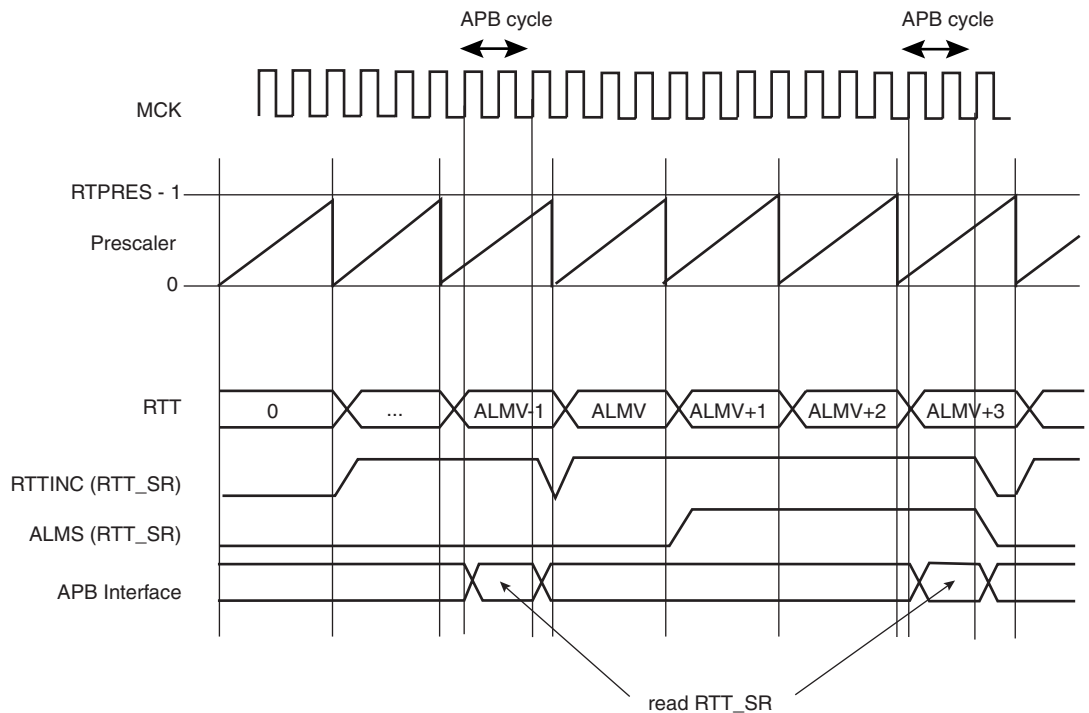 APB cycle APB cycle
MCK
RTPRES - 1
Prescaler
0
RTT 0 ... ALMV-1 ALMV ALMV+1 ALMV+2 ALMV+3
RTTINC (RTT_SR)
ALMS (RTT_SR)
APB Interface
read RTT_SR